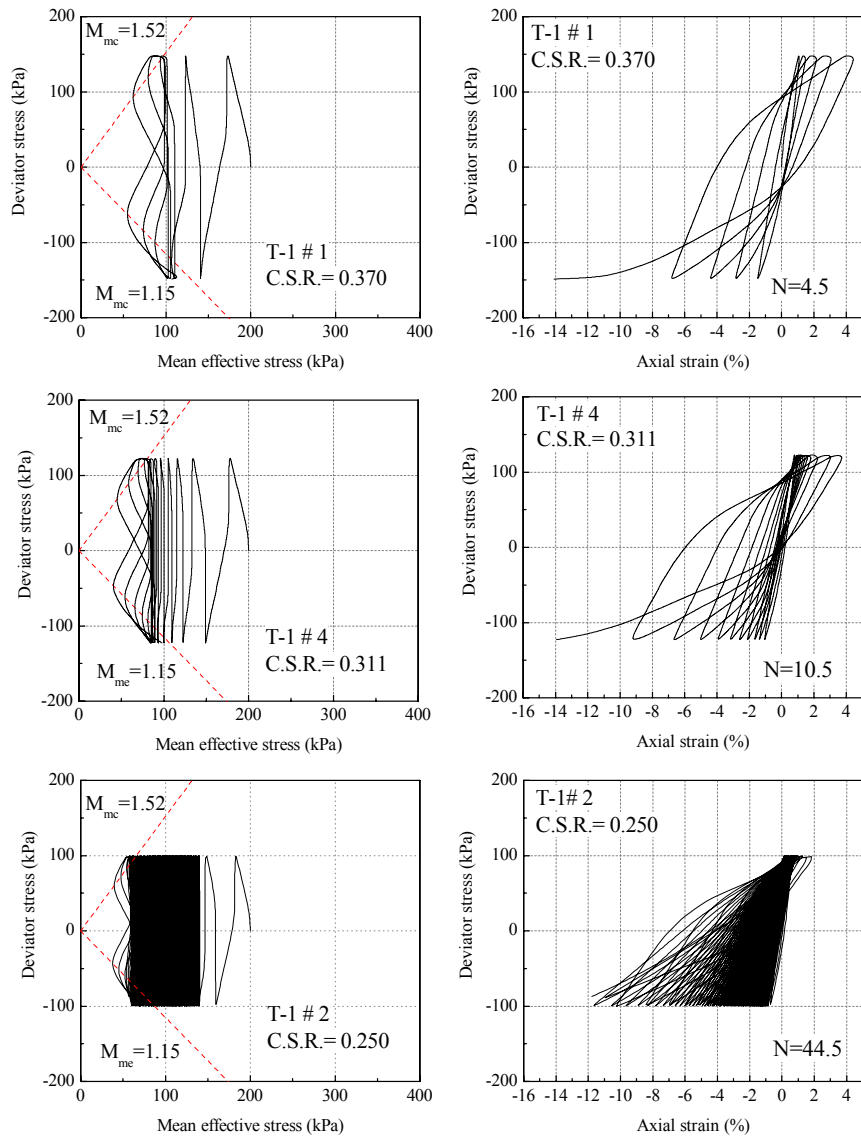 M_mc=1.52
200
100
0
-100
-200
Deviator stress (kPa)
T-1 # 1
C.S.R.= 0.370
M_mc=1.15
0
100
200
300
400
Mean effective stress (kPa)
T-1 # 1
C.S.R.= 0.370
200
100
0
-100
-200
Deviator stress (kPa)
N=4.5
-16 -14 -12 -10 -8 -6 -4 -2 0 2 4
Axial strain (%)
M_mc=1.52
200
100
0
-100
-200
Deviator stress (kPa)
T-1 # 4
C.S.R.= 0.311
M_me=1.15
0
100
200
300
400
Mean effective stress (kPa)
T-1 # 4
C.S.R.= 0.311
200
100
0
-100
-200
Deviator stress (kPa)
N=10.5
-16 -14 -12 -10 -8 -6 -4 -2 0 2 4
Axial strain (%)
M_mc=1.52
200
100
0
-100
-200
Deviator stress (kPa)
T-1 # 2
C.S.R.= 0.250
M_me=1.15
0
100
200
300
400
Mean effective stress (kPa)
T-1# 2
C.S.R.= 0.250
200
100
0
-100
-200
Deviator stress (kPa)
N=44.5
-16 -14 -12 -10 -8 -6 -4 -2 0 2 4
Axial strain (%)